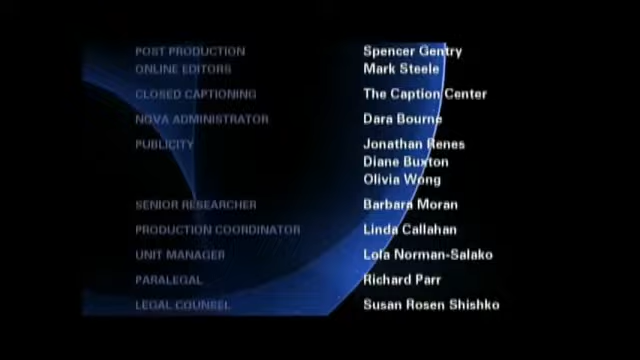 POST PRODUCTION Spencer Gentry
ONLINE EDITORS Mark Steele
CLOSED CAPTIONING The Caption Center
NOVA ADMINISTRATOR Dara Bourne
PUBLICITY Jonathan Renes
Diane Buxton
Olivia Wong
SENIOR RESEARCHER Barbara Moran
PRODUCTION COORDINATOR Linda Callahan
UNIT MANAGER Lola Norman-Salako
PARALEGAL Richard Parr
LEGAL COUNSEL Susan Rosen Shishko